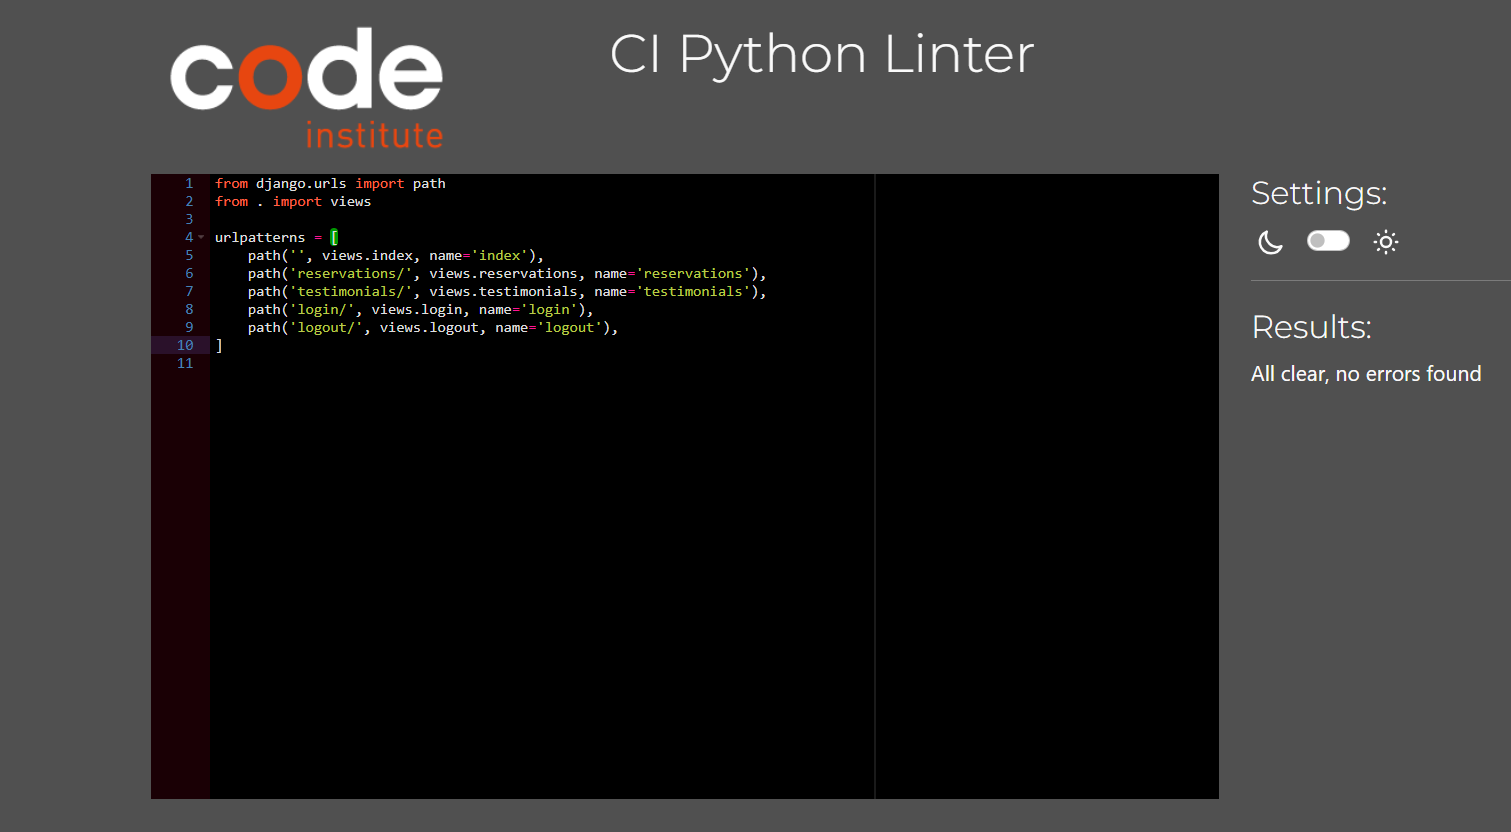 code
institute
CI Python Linter
1 from django.urls import path
2 from . import views
3
4 urlpatterns = [
5     path('', views.index, name='index'),
6     path('reservations/', views.reservations, name='reservations'),
7     path('testimonials/', views.testimonials, name='testimonials'),
8     path('login/', views.login, name='login'),
9     path('logout/', views.logout, name='logout'),
10 ]
11
Settings:
Results:
All clear, no errors found